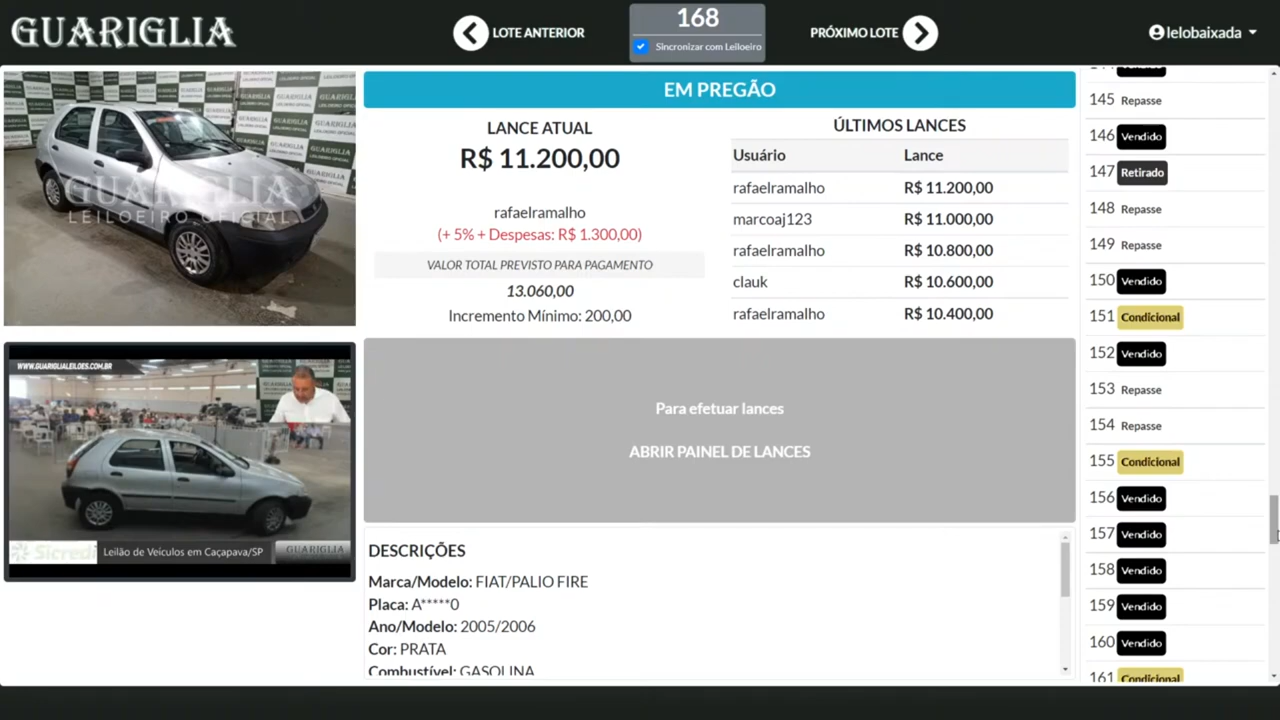 GUARIGLIA
LOTE ANTERIOR
168
Sincronizar com Leiloeiro
PRÓXIMO LOTE
lelobaixada
GUARIGLIA
LEILOEIRO OFICIAL
WWW.GUARIGLIALEILOES.COM.BR
Sicredi
Leilão de Veículos em Caçapava/SP
GUARIGLIA
EM PREGÃO
LANCE ATUAL
R$ 11.200,00
rafaelramalho
(+ 5% + Despesas: R$ 1.300,00)
VALOR TOTAL PREVISTO PARA PAGAMENTO
13.060,00
Incremento Mínimo: 200,00
ÚLTIMOS LANCES
Usuário Lance
rafaelramalho R$ 11.200,00
marcoaj123 R$ 11.000,00
rafaelramalho R$ 10.800,00
clauk R$ 10.600,00
rafaelramalho R$ 10.400,00
Para efetuar lances
ABRIR PAINEL DE LANCES
DESCRIÇÕES
Marca/Modelo: FIAT/PALIO FIRE
Placa: A*****0
Ano/Modelo: 2005/2006
Cor: PRATA
Combustível: GASOLINA
145 Repasse
146 Vendido
147 Retirado
148 Repasse
149 Repasse
150 Vendido
151 Condicional
152 Vendido
153 Repasse
154 Repasse
155 Condicional
156 Vendido
157 Vendido
158 Vendido
159 Vendido
160 Vendido
161 Condicional